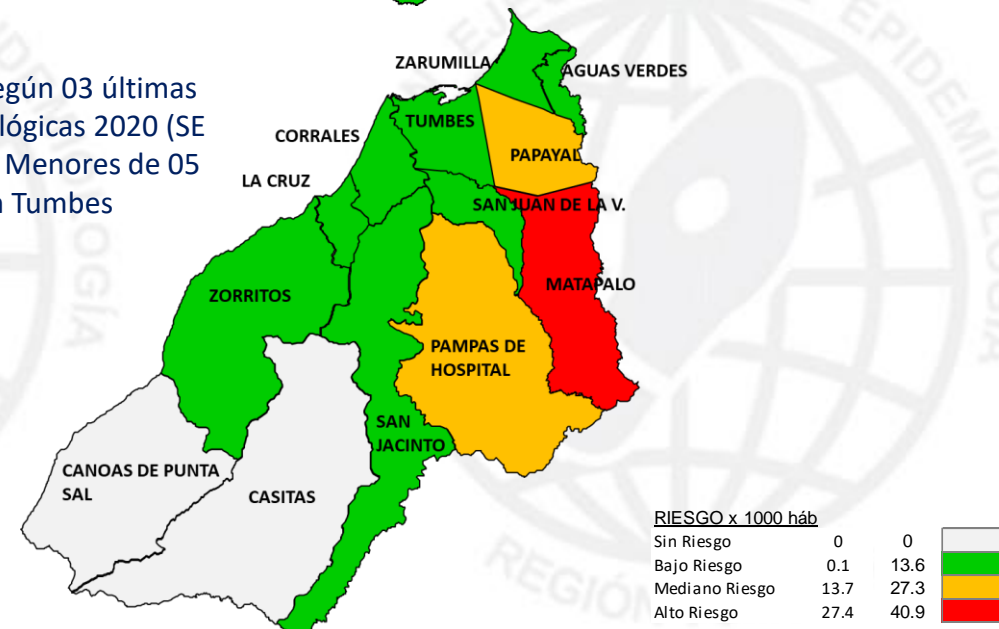 egún 03 últimas
lógicas 2020 (SE
Menores de 05
Tumbes
ZARUMILLA
AGUAS VERDES
CORRALES
TUMBES
PAPAYAL
LA CRUZ
SAN JUAN DE LA V.
MATAPALO
ZORRITOS
PAMPAS DE
HOSPITAL
SAN
JACINTO
CANOAS DE PUNTA
SAL
CASITAS
RIESGO x 1000 háb
Sin Riesgo 0 0
Bajo Riesgo 0.1 13.6
Mediano Riesgo 13.7 27.3
Alto Riesgo 27.4 40.9
REGIÓN